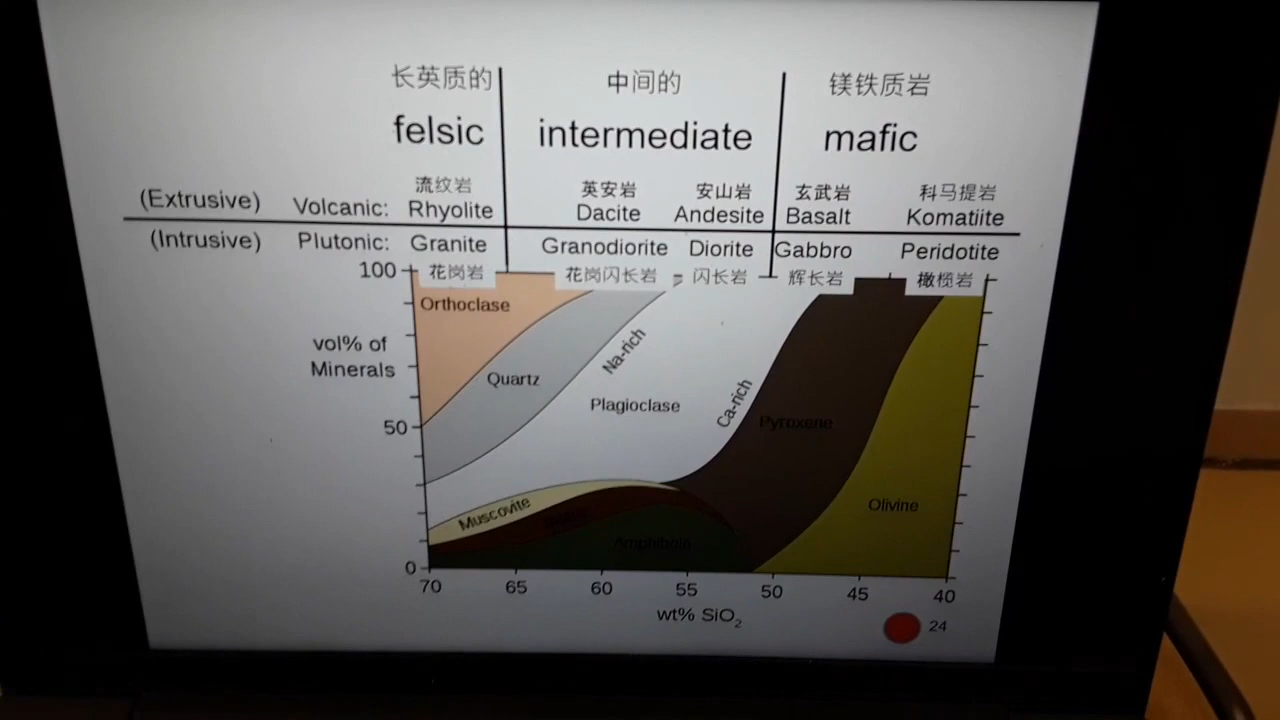 长英质的 中间的 镁铁质岩
felsic intermediate mafic
流纹岩 英安岩 安山岩 玄武岩 科马提岩
(Extrusive) Volcanic: Rhyolite Dacite Andesite Basalt Komatiite
(Intrusive) Plutonic: Granite Granodiorite Diorite Gabbro Peridotite
100 花岗岩 花岗闪长岩 闪长岩 辉长岩 橄榄岩
Orthoclase
vol% of
Minerals
Quartz
Na-rich
Plagioclase
Ca-rich
Pyroxene
50
Muscovite
Olivine
Amphibole
0
70 65 60 55 50 45 40
wt% SiO2
24